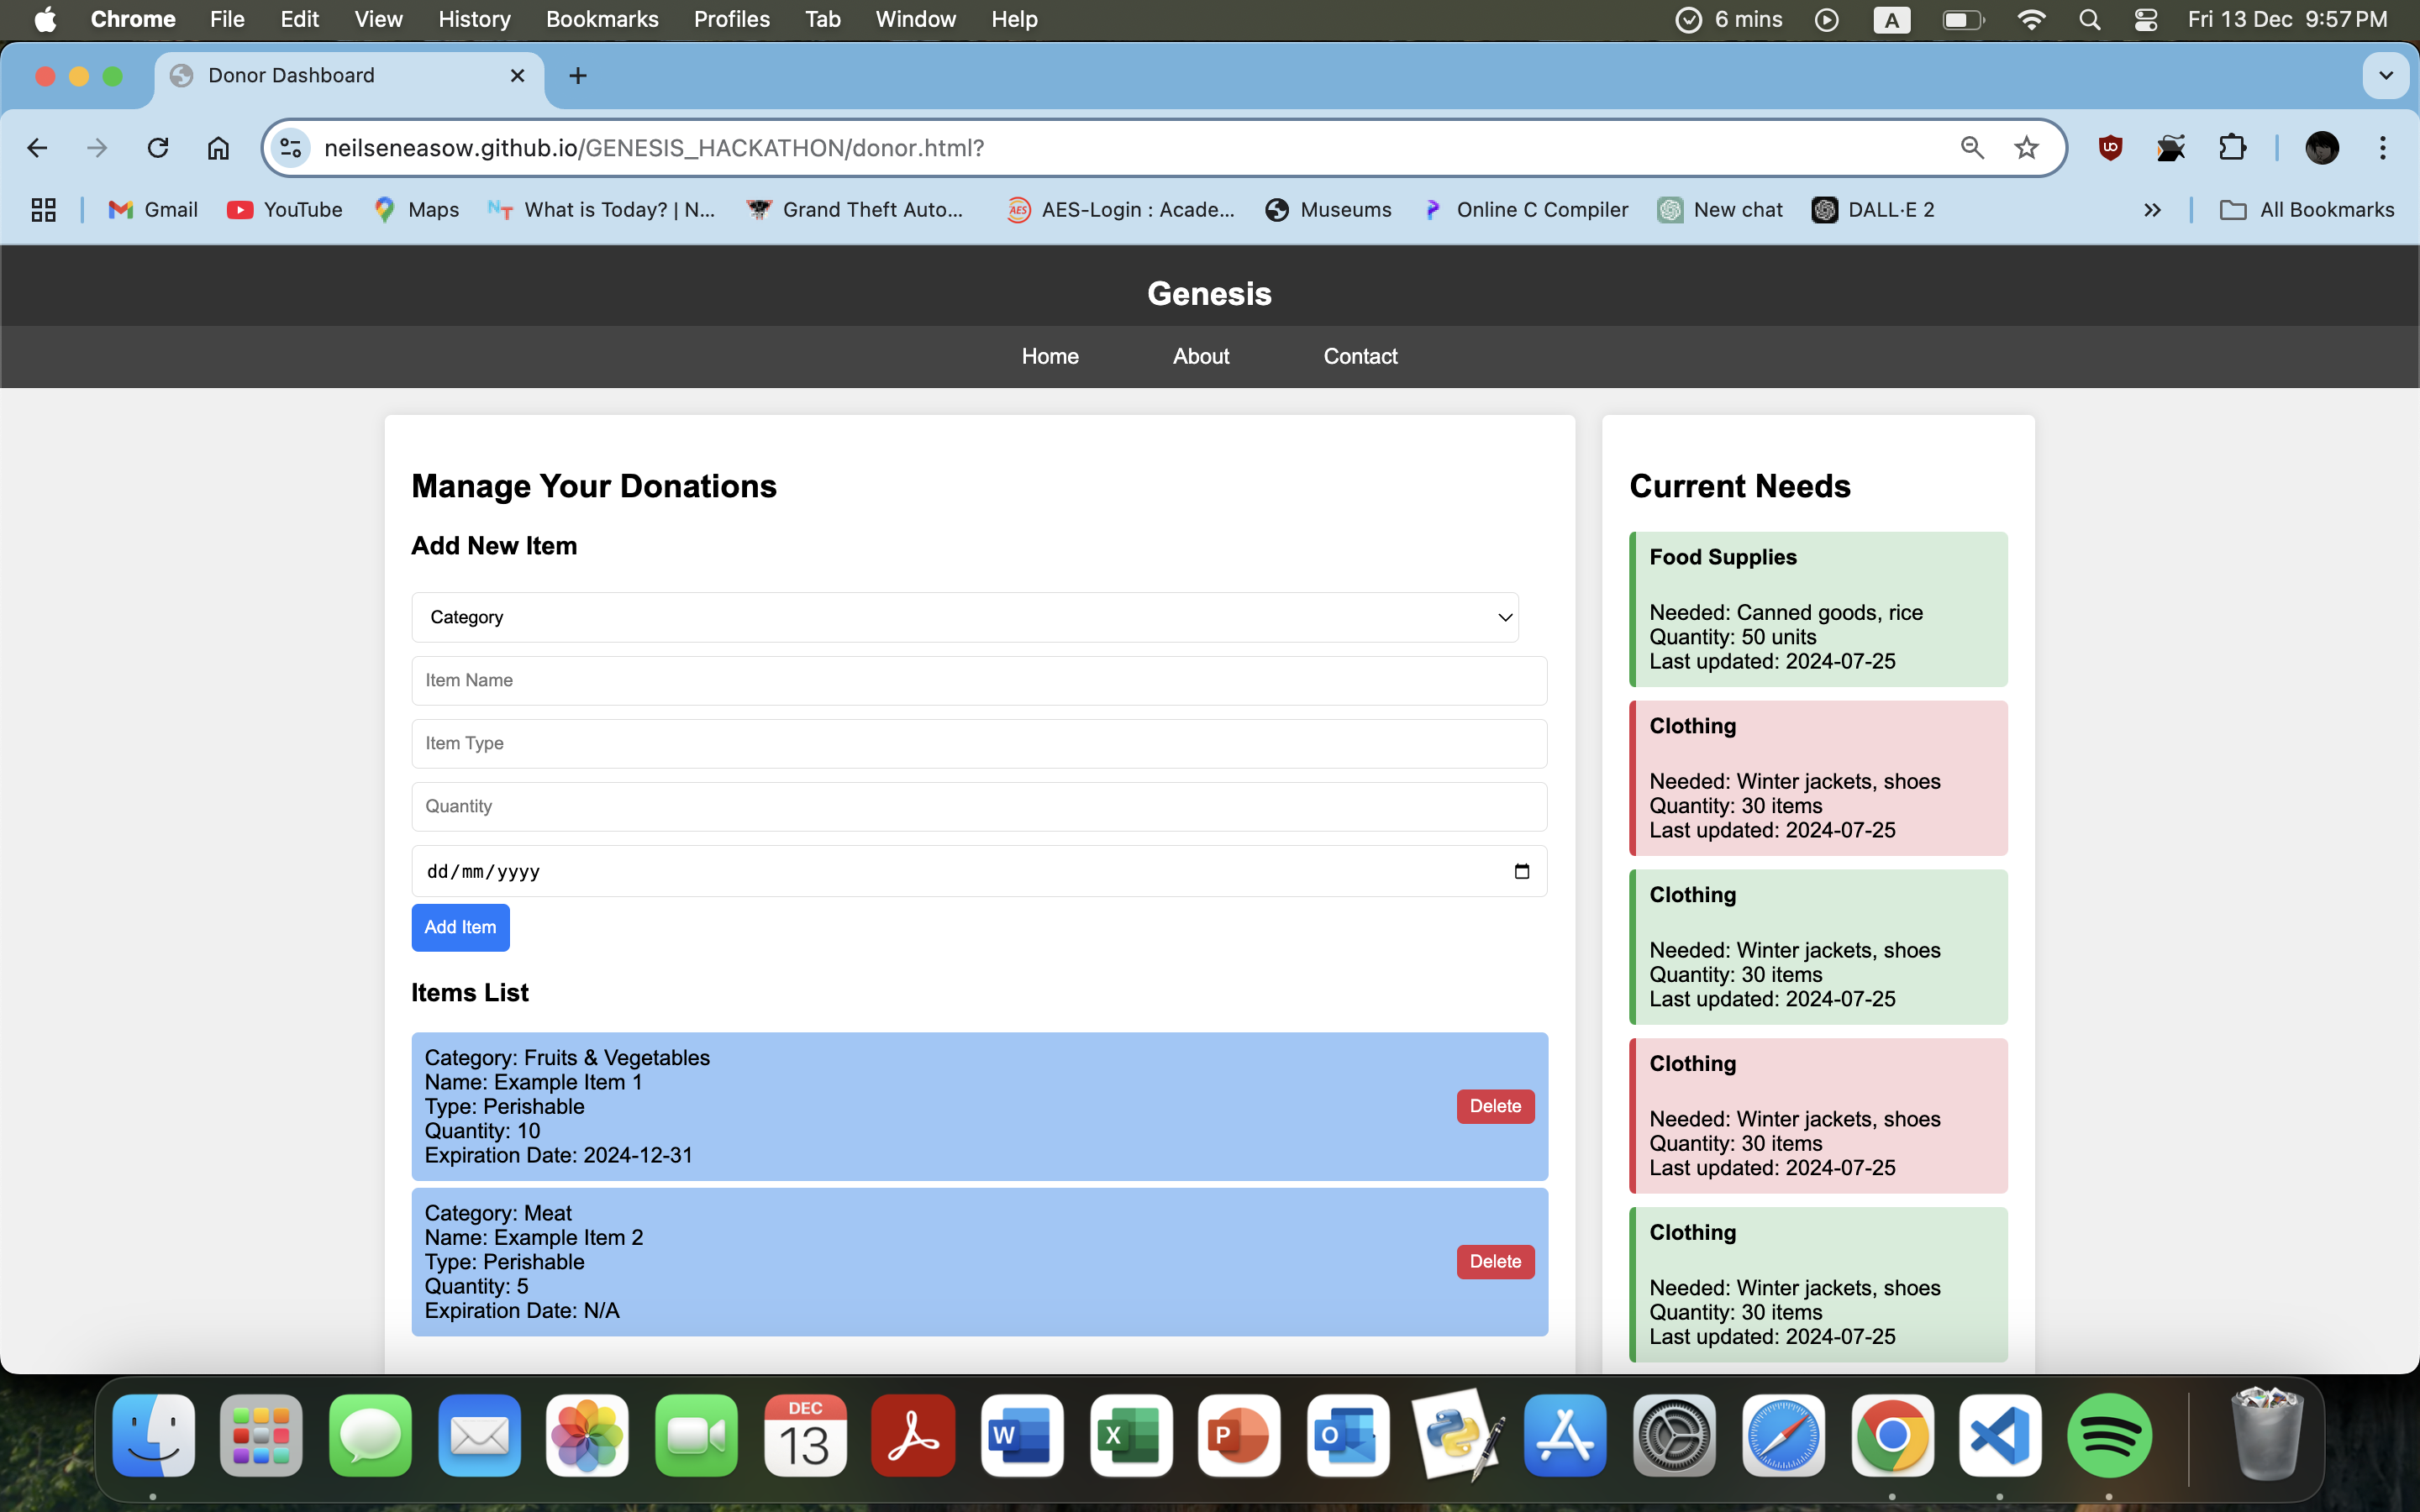 Chrome File Edit View History Bookmarks Profiles Tab Window Help 6 mins A Fri 13 Dec 9:57 PM
Donor Dashboard
neilseneasow.github.io/GENESIS_HACKATHON/donor.html?
Gmail YouTube Maps NT What is Today? | N... Grand Theft Auto... AES AES-Login : Acade... Museums Online C Compiler New chat DALL·E 2 All Bookmarks
Genesis
Home About Contact
Manage Your Donations
Add New Item
Category
Item Name
Item Type
Quantity
dd/mm/yyyy
Add Item
Items List
Category: Fruits & Vegetables
Name: Example Item 1
Type: Perishable
Quantity: 10
Expiration Date: 2024-12-31
Delete
Category: Meat
Name: Example Item 2
Type: Perishable
Quantity: 5
Expiration Date: N/A
Delete
Current Needs
Food Supplies
Needed: Canned goods, rice
Quantity: 50 units
Last updated: 2024-07-25
Clothing
Needed: Winter jackets, shoes
Quantity: 30 items
Last updated: 2024-07-25
Clothing
Needed: Winter jackets, shoes
Quantity: 30 items
Last updated: 2024-07-25
Clothing
Needed: Winter jackets, shoes
Quantity: 30 items
Last updated: 2024-07-25
Clothing
Needed: Winter jackets, shoes
Quantity: 30 items
Last updated: 2024-07-25
DEC
13
W X P O